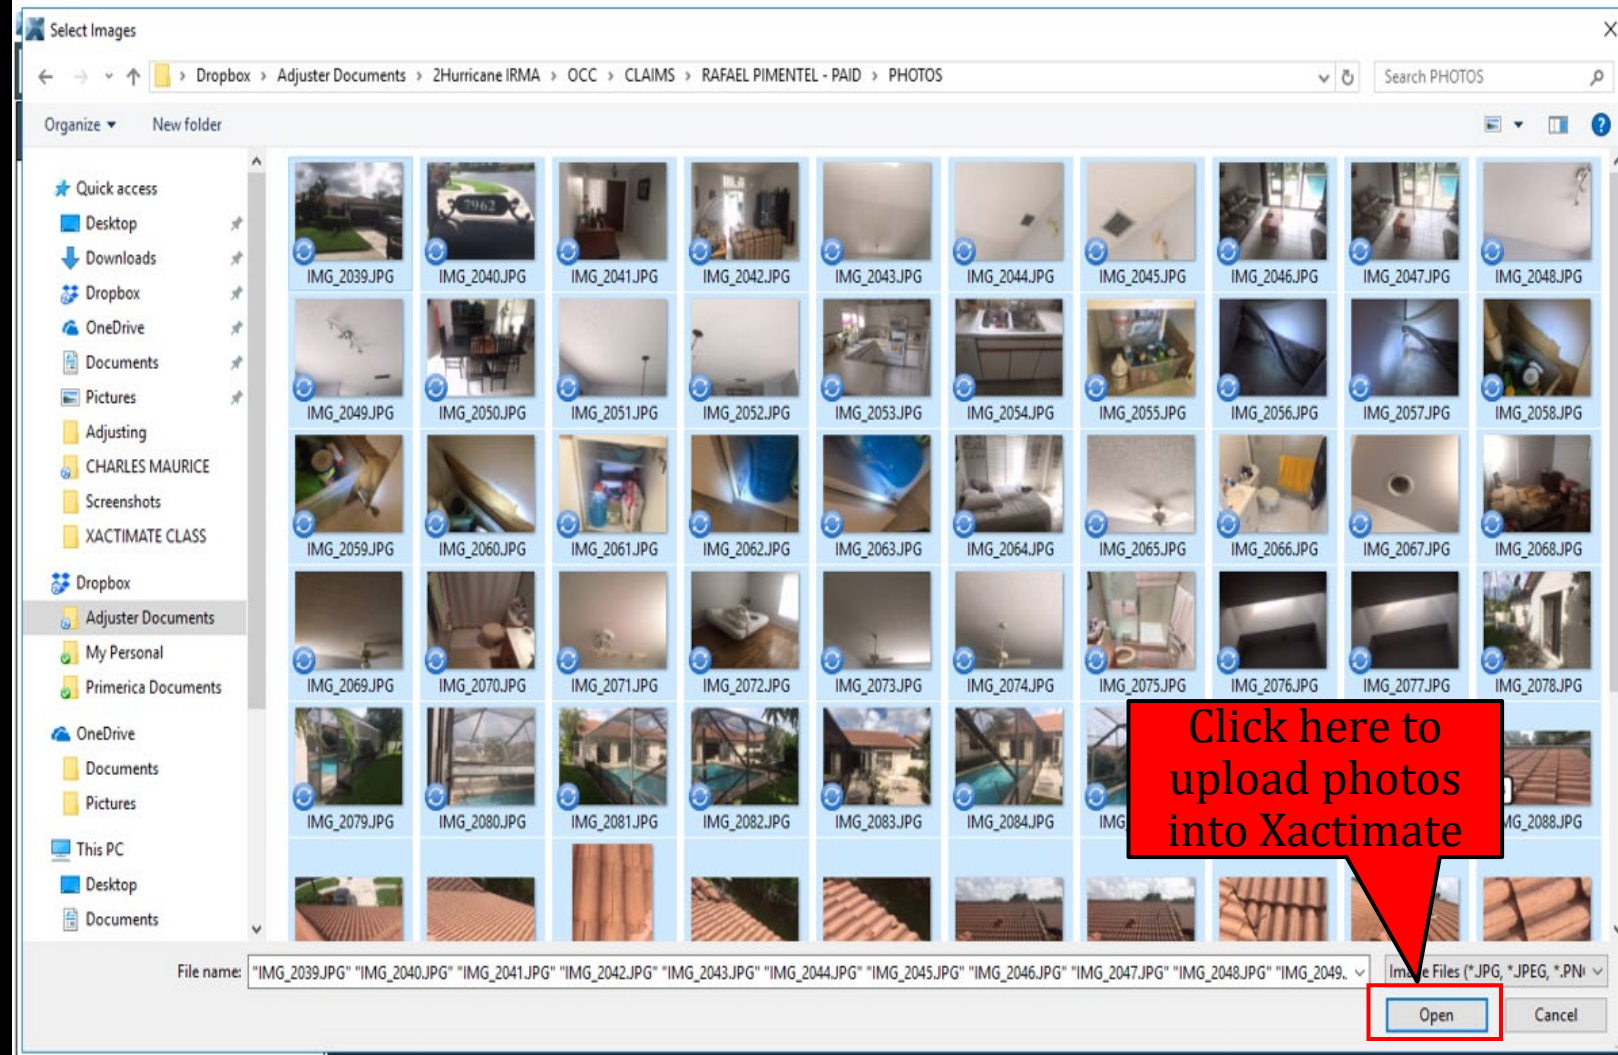 Select Images
Dropbox > Adjuster Documents > 2Hurricane IRMA > OCC > CLAIMS > RAFAEL PIMENTEL - PAID > PHOTOS
Search PHOTOS
Organize
New folder
Quick access
Desktop
Downloads
Dropbox
OneDrive
Documents
Pictures
Adjusting
CHARLES MAURICE
Screenshots
XACTIMATE CLASS
Dropbox
Adjuster Documents
My Personal
Primerica Documents
OneDrive
Documents
Pictures
This PC
Desktop
Documents
7962
IMG_2039.JPG IMG_2040.JPG IMG_2041.JPG IMG_2042.JPG IMG_2043.JPG IMG_2044.JPG IMG_2045.JPG IMG_2046.JPG IMG_2047.JPG IMG_2048.JPG
IMG_2049.JPG IMG_2050.JPG IMG_2051.JPG IMG_2052.JPG IMG_2053.JPG IMG_2054.JPG IMG_2055.JPG IMG_2056.JPG IMG_2057.JPG IMG_2058.JPG
IMG_2059.JPG IMG_2060.JPG IMG_2061.JPG IMG_2062.JPG IMG_2063.JPG IMG_2064.JPG IMG_2065.JPG IMG_2066.JPG IMG_2067.JPG IMG_2068.JPG
IMG_2069.JPG IMG_2070.JPG IMG_2071.JPG IMG_2072.JPG IMG_2073.JPG IMG_2074.JPG IMG_2075.JPG IMG_2076.JPG IMG_2077.JPG IMG_2078.JPG
IMG_2079.JPG IMG_2080.JPG IMG_2081.JPG IMG_2082.JPG IMG_2083.JPG IMG_2084.JPG IMG MG_2088.JPG
Click here to
upload photos
into Xactimate
File name: "IMG_2039.JPG" "IMG_2040.JPG" "IMG_2041.JPG" "IMG_2042.JPG" "IMG_2043.JPG" "IMG_2044.JPG" "IMG_2045.JPG" "IMG_2046.JPG" "IMG_2047.JPG" "IMG_2048.JPG" "IMG_2049.
Files (*.JPG, *.JPEG, *.PN
Open
Cancel